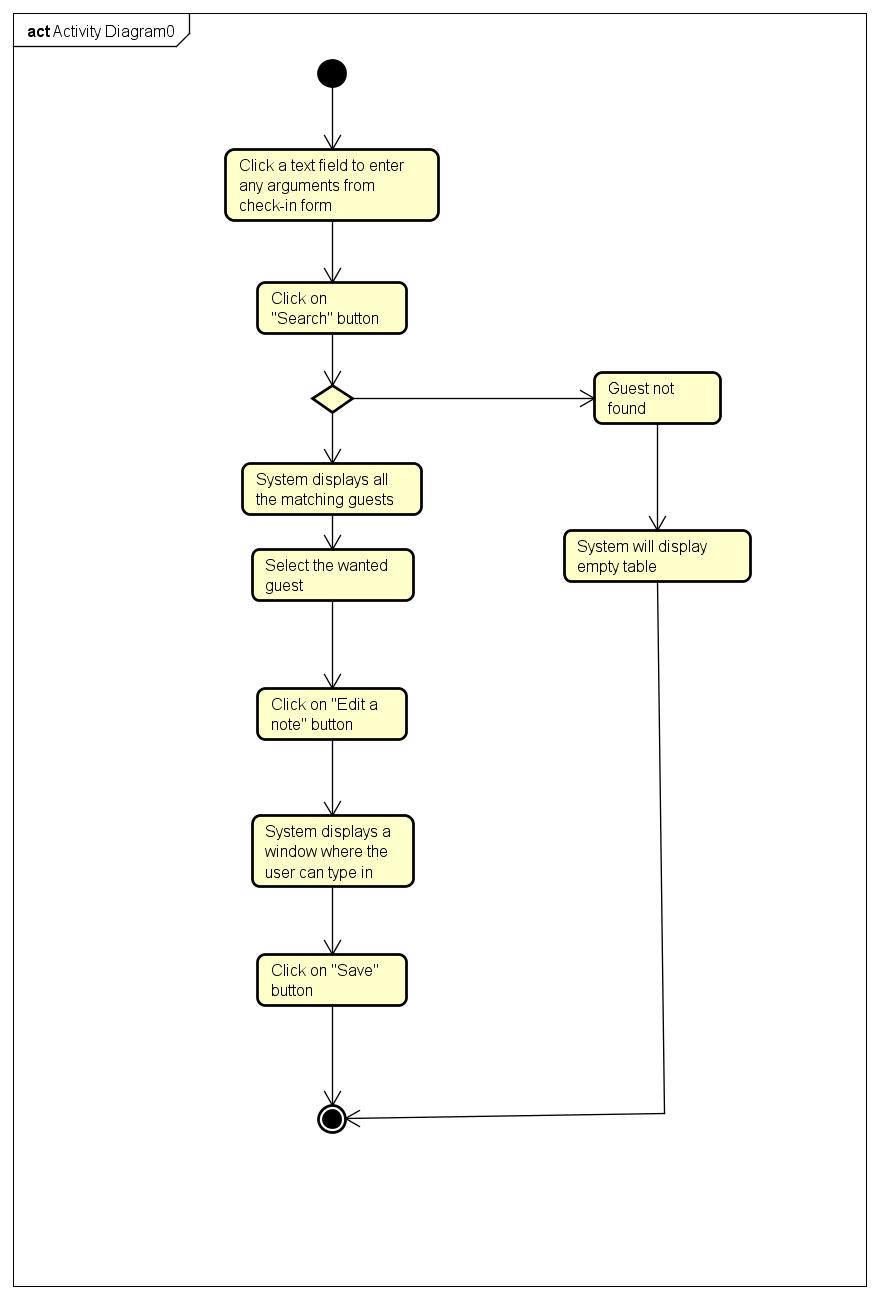 act Activity Diagram0
Click a text field to enter
any arguments from
check-in form
Click on
"Search" button
Guest not
found
System displays all
the matching guests
System will display
empty table
Select the wanted
guest
Click on "Edit a
note" button
System displays a
window where the
user can type in
Click on "Save"
button